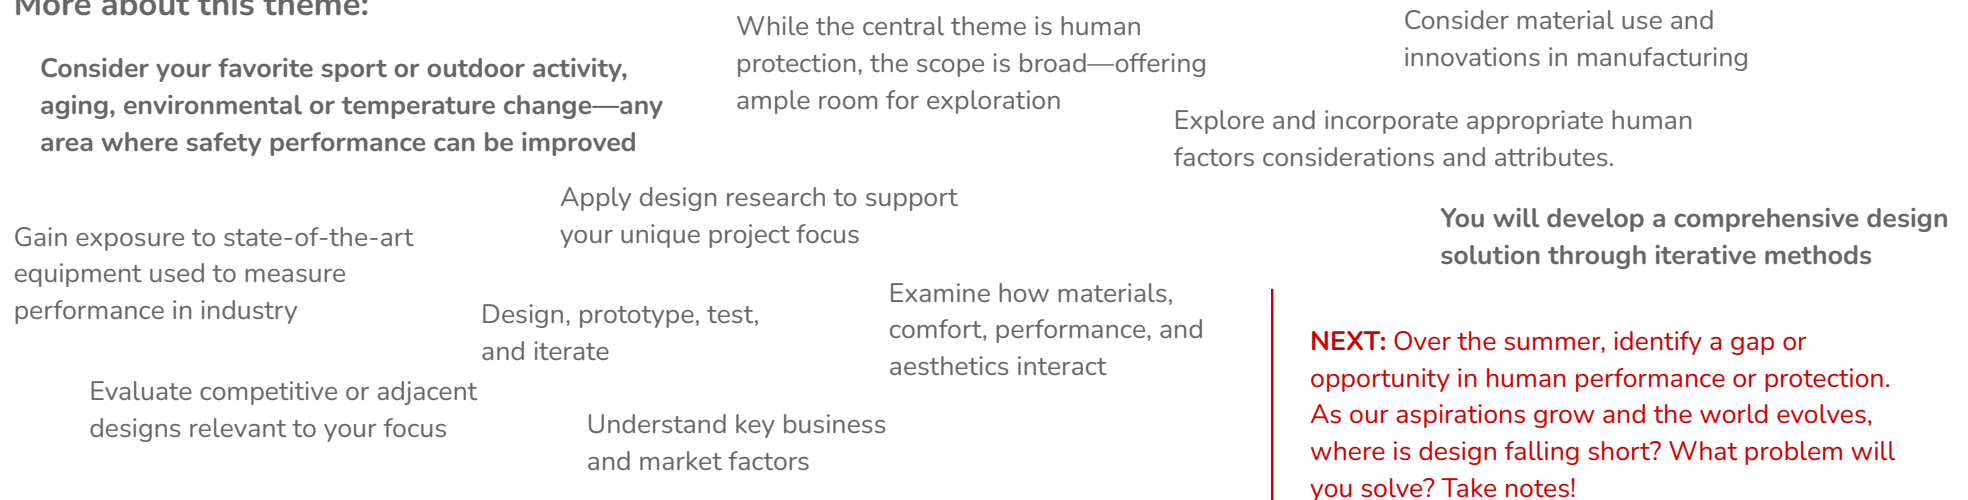 More about this theme:
Consider your favorite sport or outdoor activity,
aging, environmental or temperature change—any
area where safety performance can be improved
While the central theme is human
protection, the scope is broad—offering
ample room for exploration
Consider material use and
innovations in manufacturing
Explore and incorporate appropriate human
factors considerations and attributes.
Apply design research to support
your unique project focus
You will develop a comprehensive design
solution through iterative methods
Gain exposure to state-of-the-art
equipment used to measure
performance in industry
Design, prototype, test,
and iterate
Examine how materials,
comfort, performance, and
aesthetics interact
Evaluate competitive or adjacent
designs relevant to your focus
Understand key business
and market factors
NEXT: Over the summer, identify a gap or
opportunity in human performance or protection.
As our aspirations grow and the world evolves,
where is design falling short? What problem will
you solve? Take notes!